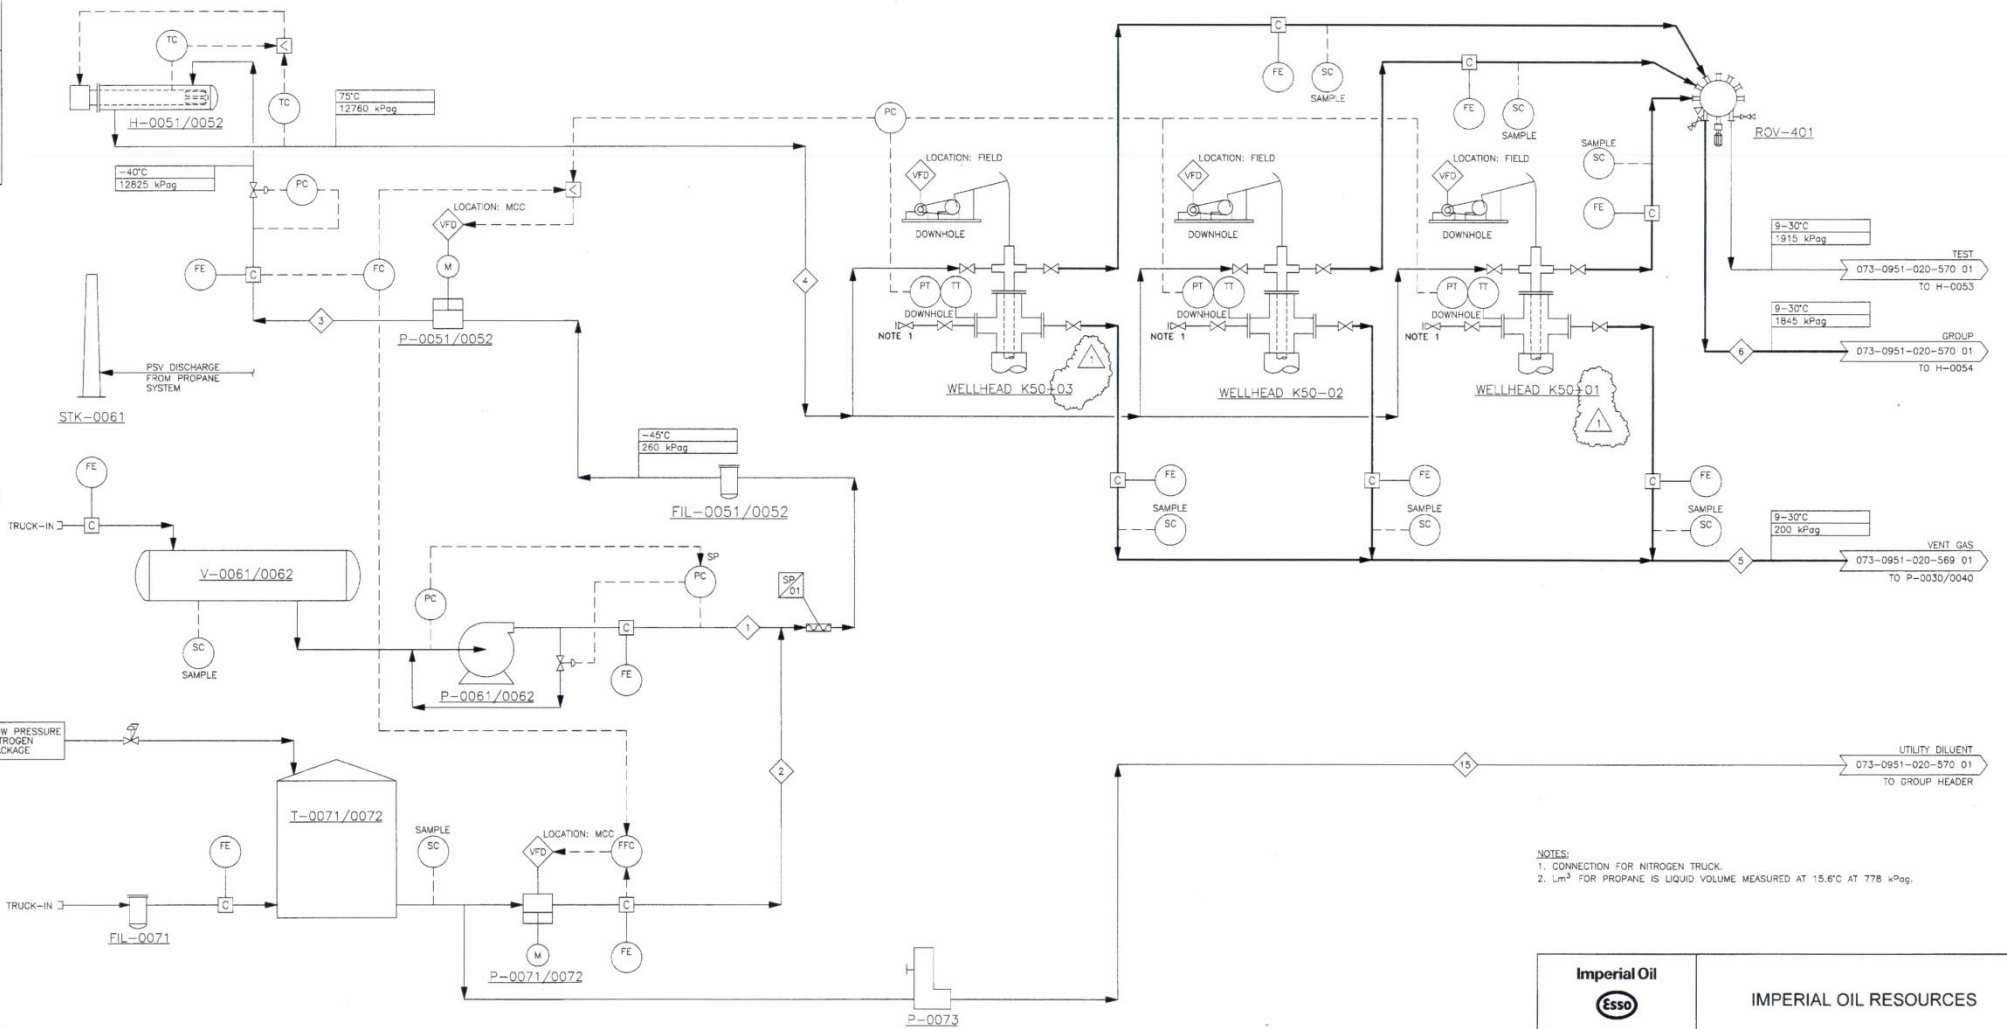 TC
<
TC
H-0051/0052
75°C
12760 kPag
-40°C
12825 kPag
PC
PC
<
LOCATION: MCC
VFD
M
P-0051/0052
FE
C
FC
3
4
PSV DISCHARGE
FROM PROPANE
SYSTEM
STK-0061
LOCATION: FIELD
VFD
DOWNHOLE
PT
TT
DOWNHOLE
NOTE 1
WELLHEAD K50-03
1
LOCATION: FIELD
VFD
DOWNHOLE
PT
TT
DOWNHOLE
NOTE 1
WELLHEAD K50-02
LOCATION: FIELD
VFD
DOWNHOLE
PT
TT
DOWNHOLE
NOTE 1
WELLHEAD K50-01
1
C
FE
SC
SAMPLE
C
FE
SC
SAMPLE
SAMPLE
SC
FE
C
ROV-401
9-30°C
1915 kPag
TEST
073-0951-020-570 01
TO H-0053
9-30°C
1845 kPag
GROUP
6
073-0951-020-570 01
TO H-0054
C
FE
SAMPLE
SC
C
FE
SAMPLE
SC
C
FE
SAMPLE
SC
9-30°C
200 kPag
VENT GAS
5
073-0951-020-569 01
TO P-0030/0040
-45°C
260 kPag
FIL-0051/0052
FE
TRUCK-IN
C
V-0061/0062
SC
SAMPLE
PC
SP
PC
SP
01
C
1
FE
P-0061/0062
W PRESSURE
TROGEN
ACKAGE
T-0071/0072
2
15
UTILITY DILUENT
073-0951-020-570 01
TO GROUP HEADER
FE
SAMPLE
SC
LOCATION: MCC
VFD
FFC
TRUCK-IN
C
C
FIL-0071
M
FE
P-0071/0072
P-0073
NOTES:
1. CONNECTION FOR NITROGEN TRUCK.
2. Lm³ FOR PROPANE IS LIQUID VOLUME MEASURED AT 15.6°C AT 778 kPag.
Imperial Oil
Esso
IMPERIAL OIL RESOURCES